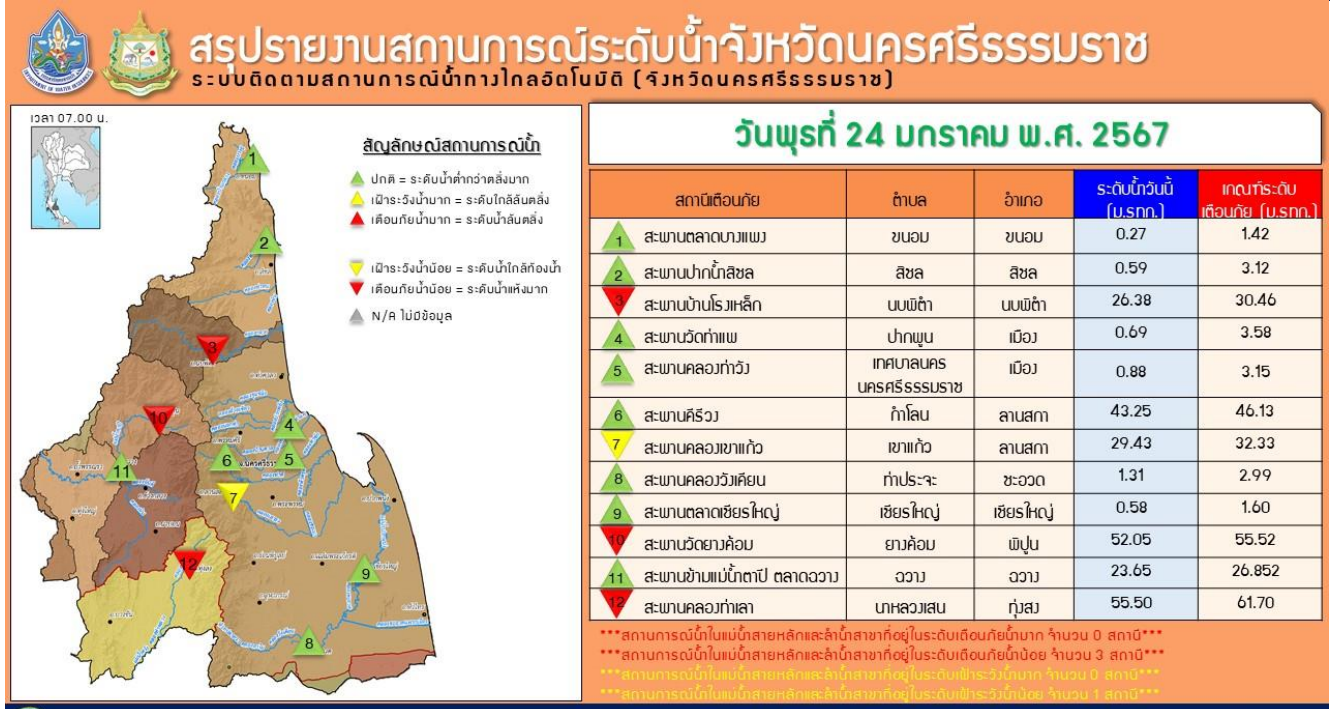 สรุปรายงานสถานการณ์ระดับน้ำจังหวัดนครศรีธรรมราช
ระบบติดตามสถานการณ์น้ำทางไกลอัตโนมัติ (จังหวัดนครศรีธรรมราช)
เวลา 07.00 น.
สัญลักษณ์สถานการณ์น้ำ
ปกติ = ระดับน้ำต่ำกว่าตลิ่งมาก
เฝ้าระวังน้ำมาก = ระดับใกล้ล้นตลิ่ง
เตือนภัยน้ำมาก = ระดับน้ำล้นตลิ่ง
เฝ้าระวังน้ำน้อย = ระดับน้ำใกล้ท้องน้ำ
เตือนภัยน้ำน้อย = ระดับน้ำแห้งมาก
N/A ไม่มีข้อมูล
1
2
3
10
4
6
5
11
7
12
9
8
วันพุธที่ 24 มกราคม พ.ศ. 2567
สถานีเตือนภัย ตำบล อำเภอ ระดับน้ำวันนี้ (ม.รทก.) เกณฑ์ระดับเตือนภัย (ม.รทก.)
1 สะพานตลาดบางแพง ขนอม ขนอม 0.27 1.42
2 สะพานปากน้ำสิชล สิชล สิชล 0.59 3.12
3 สะพานบ้านโรงเหล็ก นบพิตำ นบพิตำ 26.38 30.46
4 สะพานวัดท่าแพ ปากพูน เมือง 0.69 3.58
5 สะพานคลองท่าวัง เทศบาลนครนครศรีธรรมราช เมือง 0.88 3.15
6 สะพานคีรีวง กำโลน ลานสกา 43.25 46.13
7 สะพานคลองเขาแก้ว เขาแก้ว ลานสกา 29.43 32.33
8 สะพานคลองวังเคียน ท่าประจะ ชะอวด 1.31 2.99
9 สะพานตลาดเชียรใหญ่ เชียรใหญ่ เชียรใหญ่ 0.58 1.60
10 สะพานวัดยางค้อม ยางค้อม พิปูน 52.05 55.52
11 สะพานข้ามแม่น้ำตาปี ตลาดฉวาง ฉวาง ฉวาง 23.65 26.852
12 สะพานคลองท่าเลา นาหลวงเสน ทุ่งสง 55.50 61.70
***สถานการณ์น้ำในแม่น้ำสายหลักและลำน้ำสาขาที่อยู่ในระดับเตือนภัยน้ำมาก จำนวน 0 สถานี***
***สถานการณ์น้ำในแม่น้ำสายหลักและลำน้ำสาขาที่อยู่ในระดับเตือนภัยน้ำน้อย จำนวน 3 สถานี***
***สถานการณ์น้ำในแม่น้ำสายหลักและลำน้ำสาขาที่อยู่ในระดับเฝ้าระวังน้ำมาก จำนวน 0 สถานี***
***สถานการณ์น้ำในแม่น้ำสายหลักและลำน้ำสาขาที่อยู่ในระดับเฝ้าระวังน้ำน้อย จำนวน 1 สถานี***